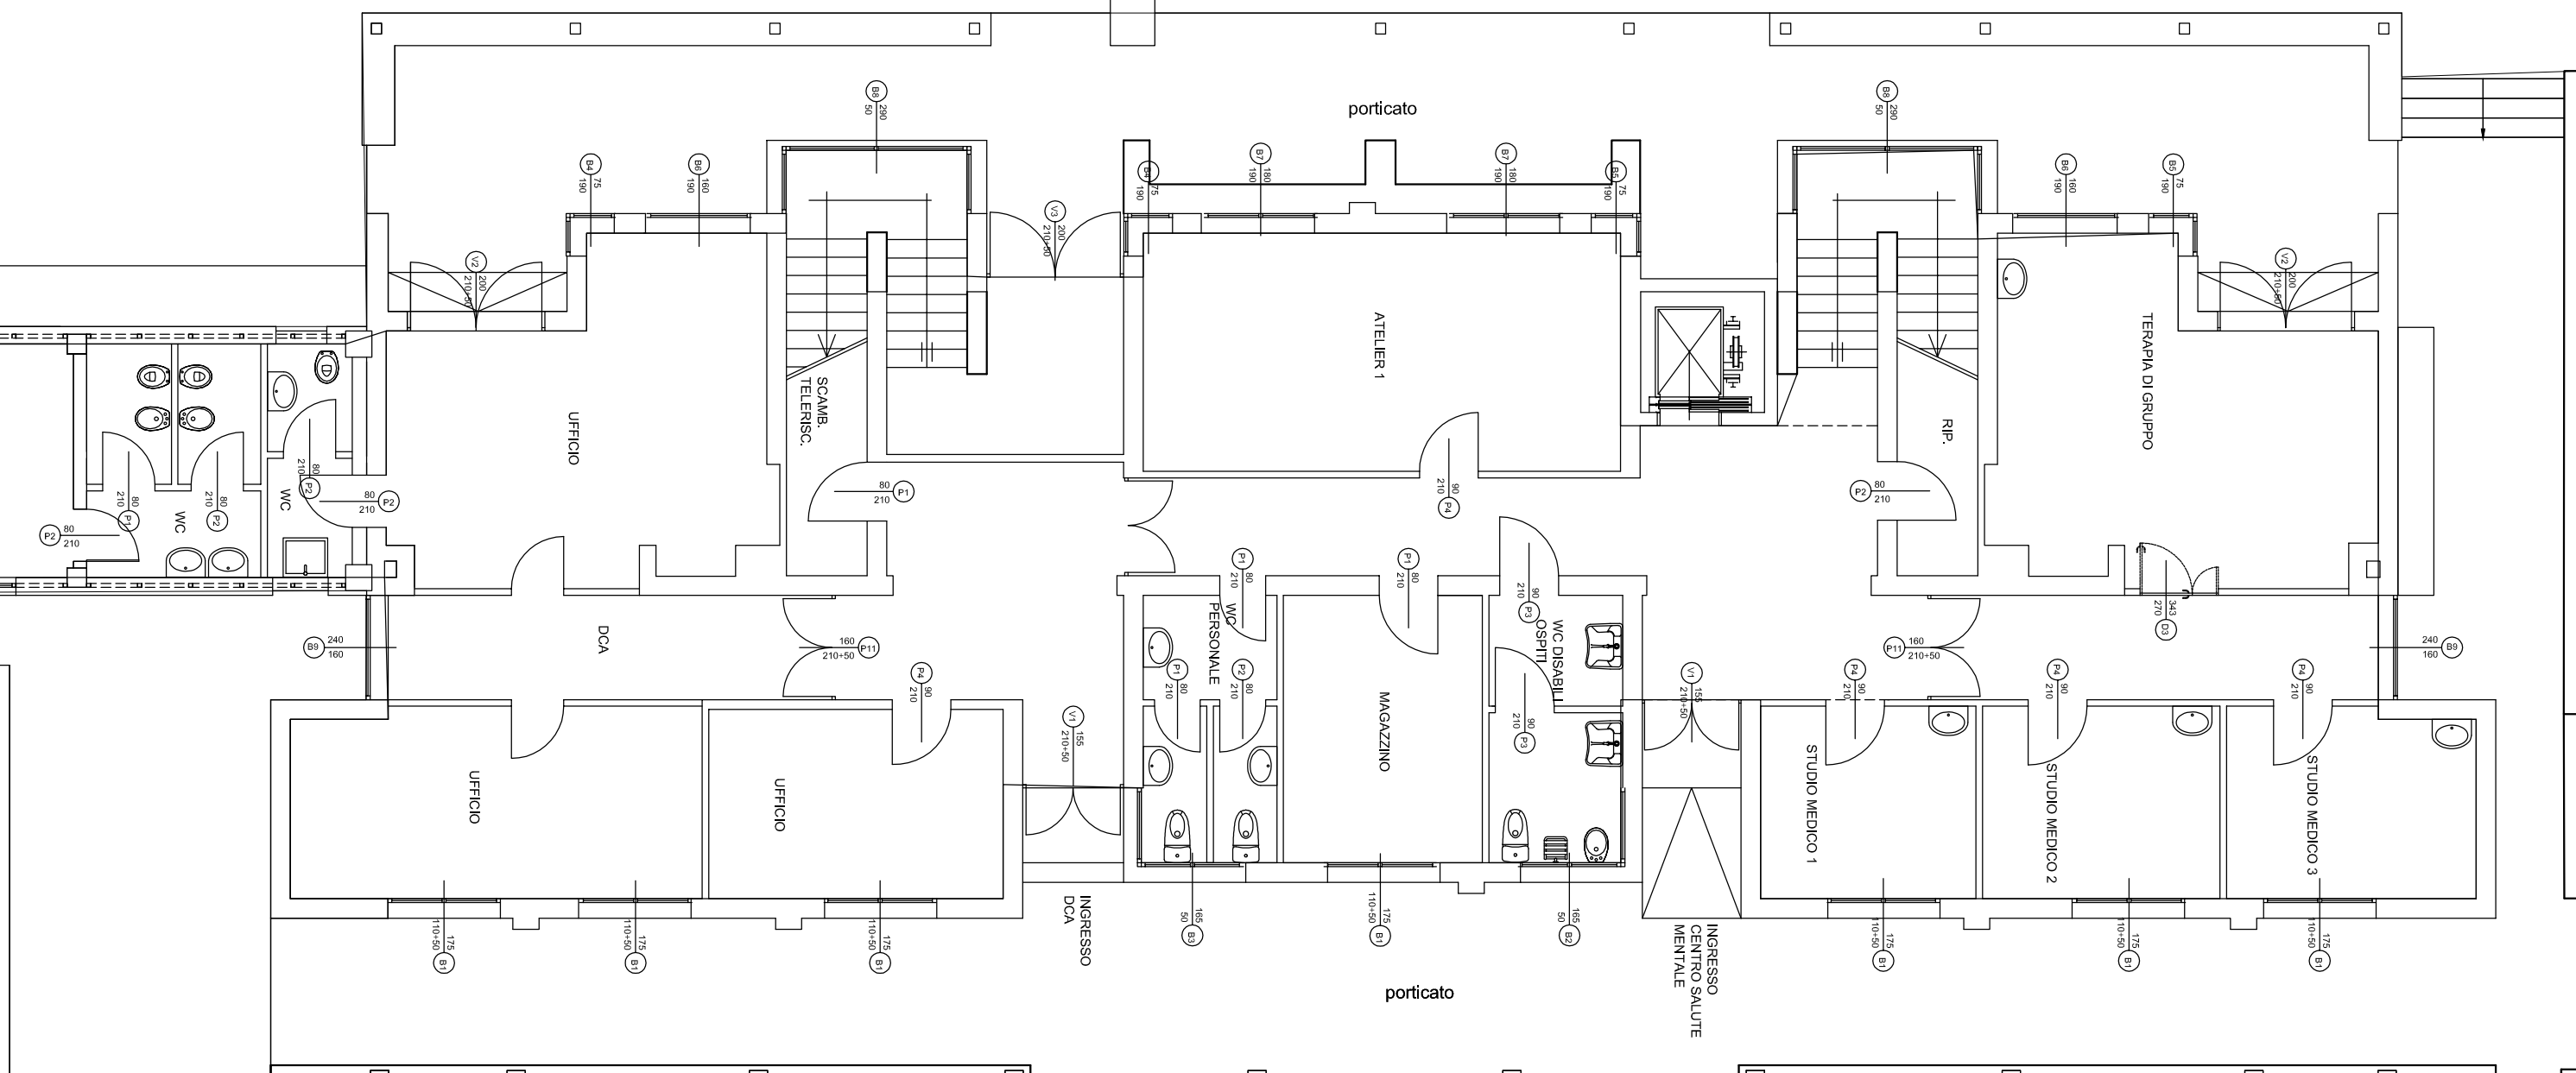 porticato
B8 290
50
B8 290
50
B4 75
190
B6 160
190
B4 75
190
B7 180
190
B7 180
190
B5 75
190
B6 160
190
B5 75
190
V2 200
210+50
V3 200
210+50
V2 200
210+50
UFFICIO
SCAMB.
TELERISC.
ATELIER 1
RIP.
TERAPIA DI GRUPPO
WC
WC
80
210
P2
80
210
P2
80
210
P1
80
210
P2
P2 80
210
80
210
P1
90
210
P4
P2 80
210
P1 80
210
P1 80
210
90
210
P3
343
270
D3
B9 240
160
DCA
160
210+50
P11
P4 90
210
WC
PERSONALE
P1 80
210
P2 80
210
MAGAZZINO
WC DISABILI
OSPITI
90
210
P3
V1 155
210+50
V1 155
210+50
P11 160
210+50
P4 90
210
P4 90
210
P4 90
210
240
160
B9
UFFICIO
UFFICIO
STUDIO MEDICO 1
STUDIO MEDICO 2
STUDIO MEDICO 3
175
110+50
B1
175
110+50
B1
175
110+50
B1
INGRESSO
DCA
165
50
B3
175
110+50
B1
165
50
B2
INGRESSO
CENTRO SALUTE
MENTALE
175
110+50
B1
175
110+50
B1
175
110+50
B1
porticato